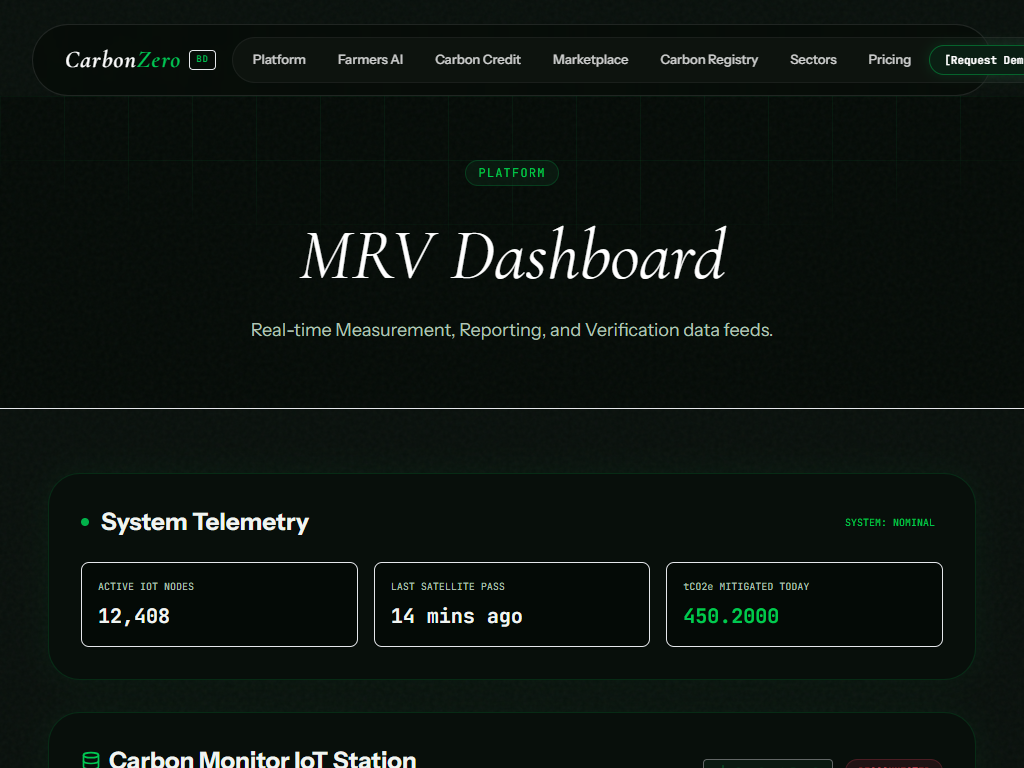 CarbonZero BD Platform Farmers AI Carbon Credit Marketplace Carbon Registry Sectors Pricing [Request Dem
PLATFORM
MRV Dashboard
Real-time Measurement, Reporting, and Verification data feeds.
System Telemetry
SYSTEM: NOMINAL
ACTIVE IOT NODES
12,408
LAST SATELLITE PASS
14 mins ago
tCO2e MITIGATED TODAY
450.2000
Carbon Monitor IoT Station